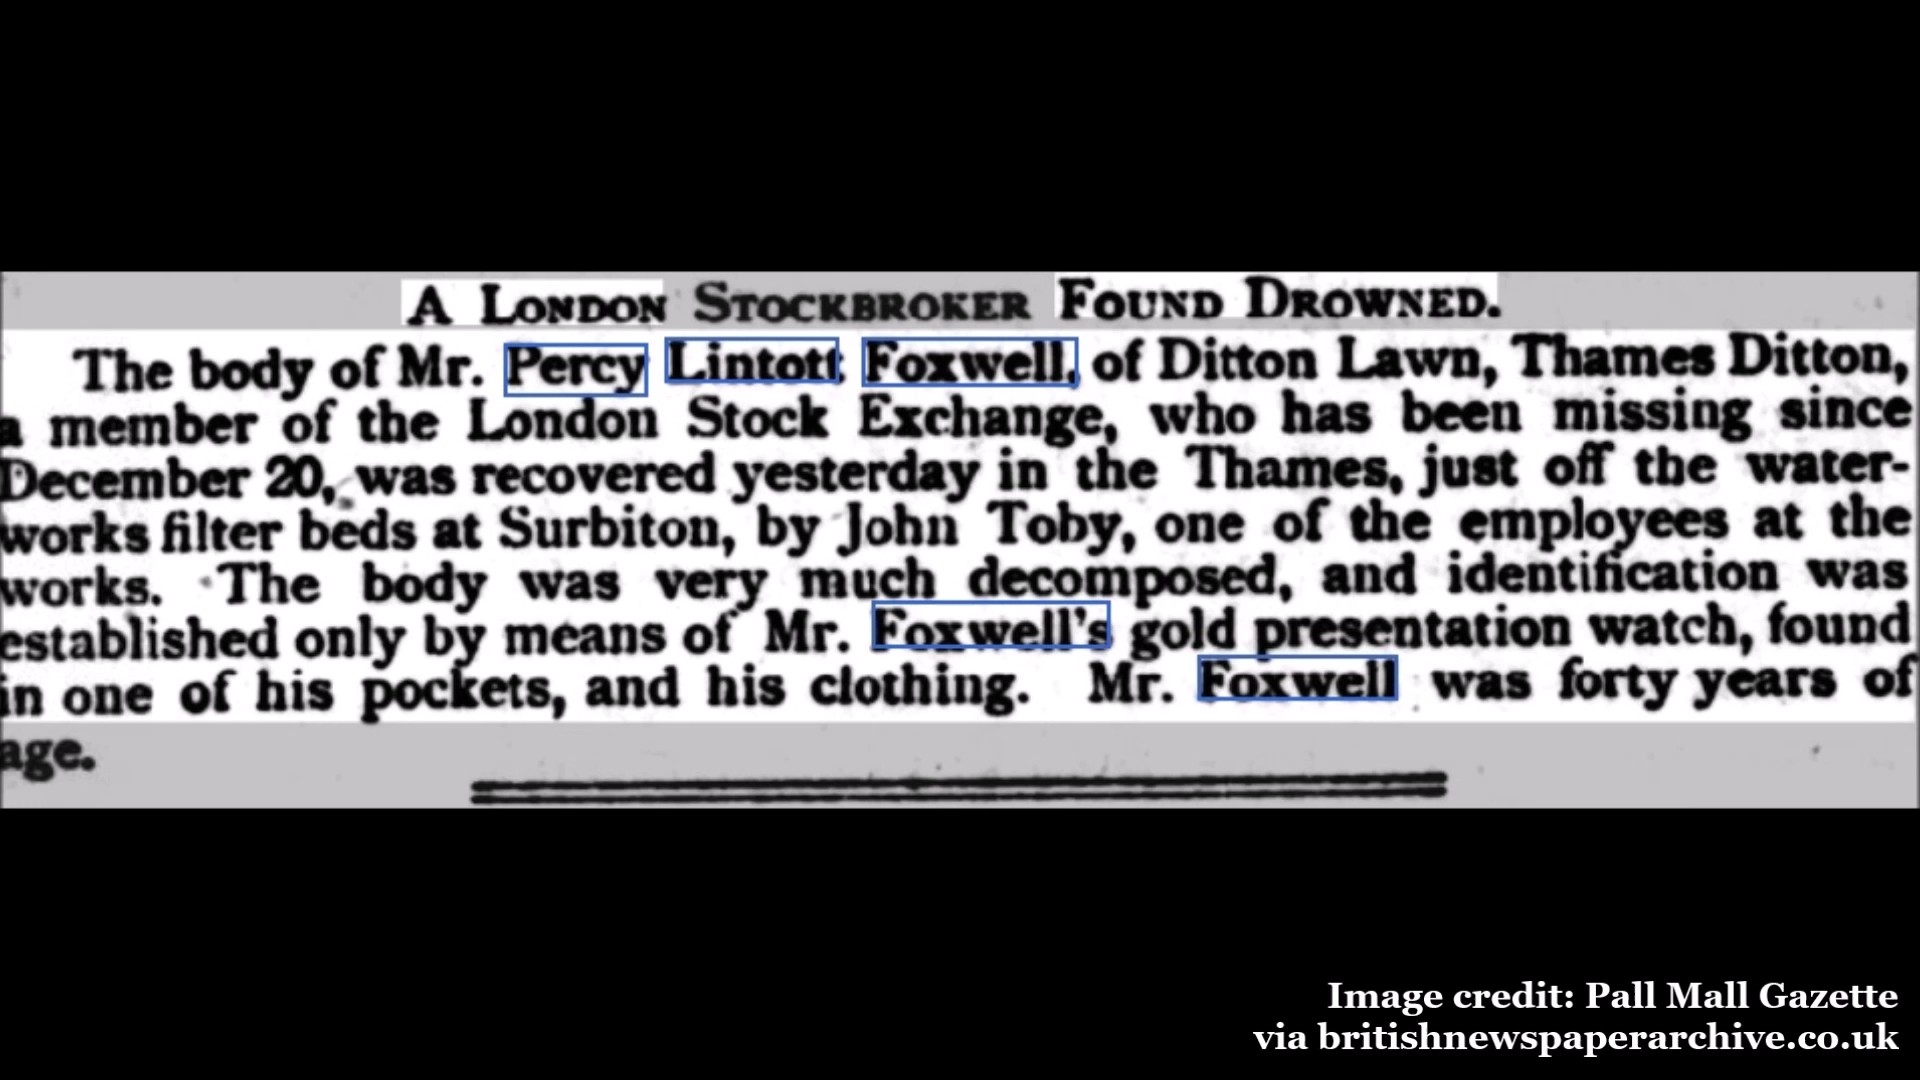 A LONDON STOCKBROKER FOUND DROWNED.
The body of Mr. Percy Lintott Foxwell, of Ditton Lawn, Thames Ditton,
a member of the London Stock Exchange, who has been missing since
December 20, was recovered yesterday in the Thames, just off the water-
works filter beds at Surbiton, by John Toby, one of the employees at the
works. The body was very much decomposed, and identification was
established only by means of Mr. Foxwell's gold presentation watch, found
in one of his pockets, and his clothing. Mr. Foxwell was forty years of
age.
Image credit: Pall Mall Gazette
via britishnewspaperarchive.co.uk